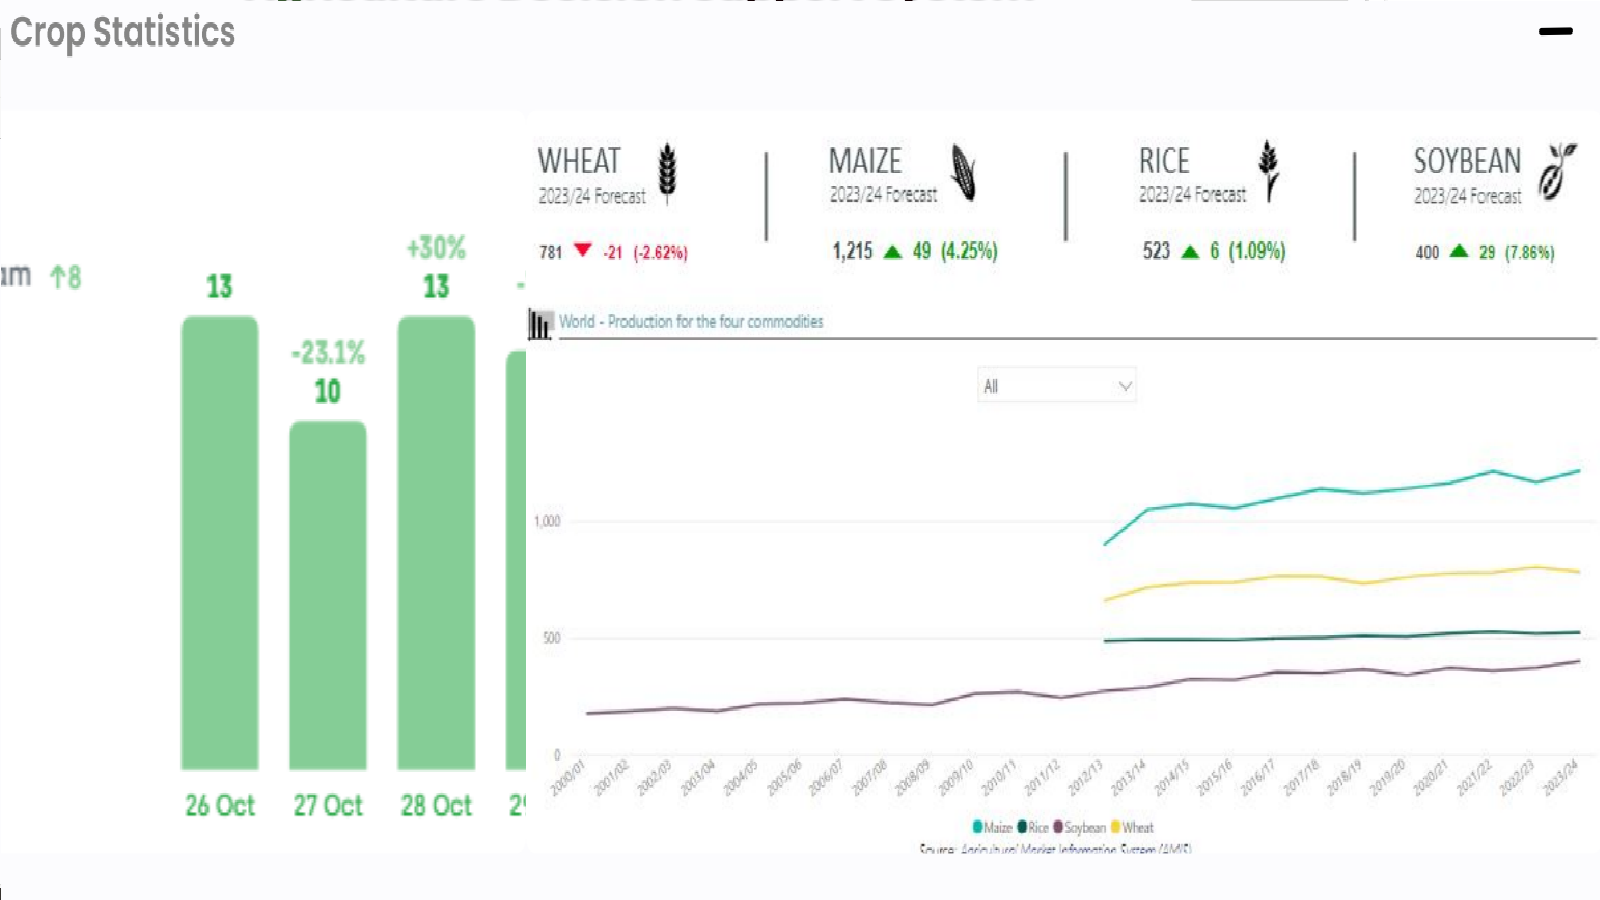 Crop Statistics
am ↑8
13
-23.1%
10
+30%
13
26 Oct
27 Oct
28 Oct
WHEAT
2023/24 Forecast
781 ▼ -21 (-2.62%)
MAIZE
2023/24 Forecast
1,215 ▲ 49 (4.25%)
RICE
2023/24 Forecast
523 ▲ 6 (1.09%)
SOYBEAN
2023/24 Forecast
400 ▲ 29 (7.86%)
World - Production for the four commodities
All
1,000
500
0
2000/01
2001/02
2002/03
2003/04
2004/05
2005/06
2006/07
2007/08
2008/09
2009/10
2010/11
2011/12
2012/13
2013/14
2014/15
2015/16
2016/17
2017/18
2018/19
2019/20
2020/21
2021/22
2022/23
2023/24
Maize Rice Soybean Wheat
Source: Agricultural Market Information System (AMIS)